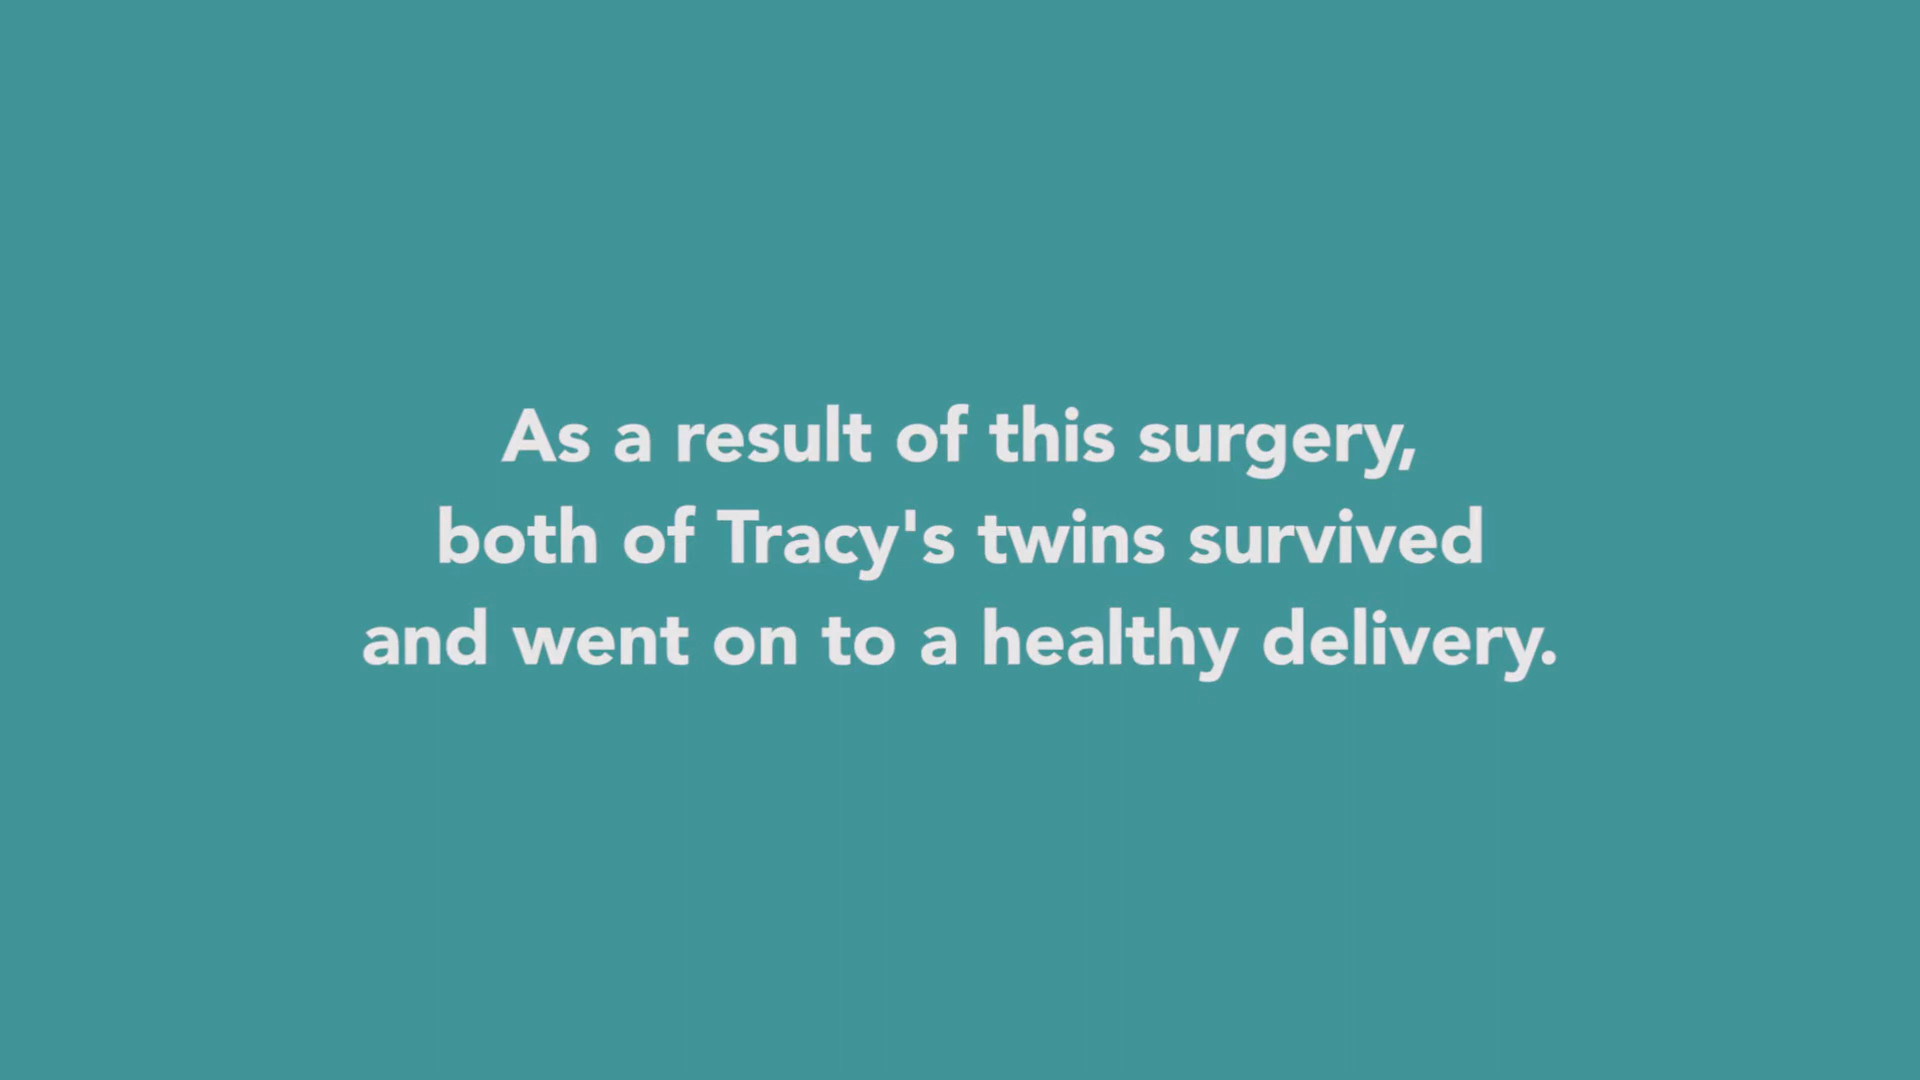 As a result of this surgery,
both of Tracy's twins survived
and went on to a healthy delivery.